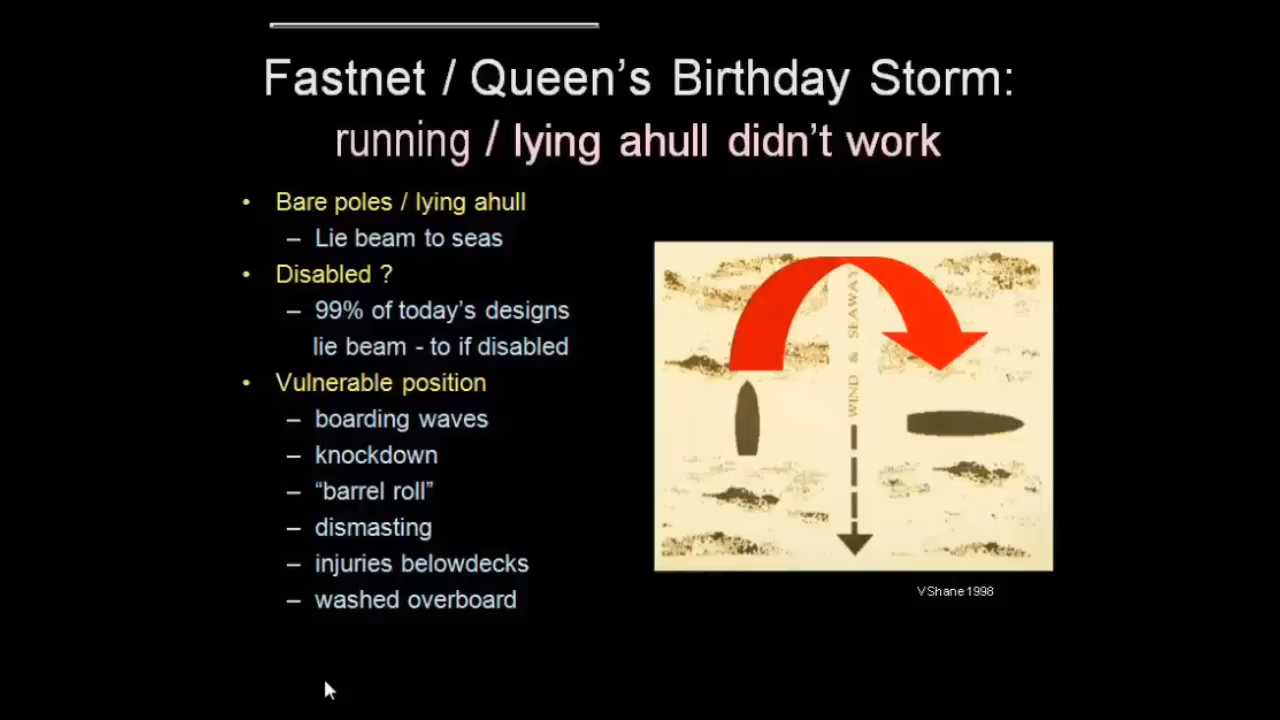 Fastnet / Queen’s Birthday Storm:
running / lying ahull didn’t work
• Bare poles / lying ahull
– Lie beam to seas
• Disabled ?
– 99% of today’s designs
lie beam - to if disabled
• Vulnerable position
– boarding waves
– knockdown
– “barrel roll”
– dismasting
– injuries belowdecks
– washed overboard
WIND & SEAWAY
VShane1998